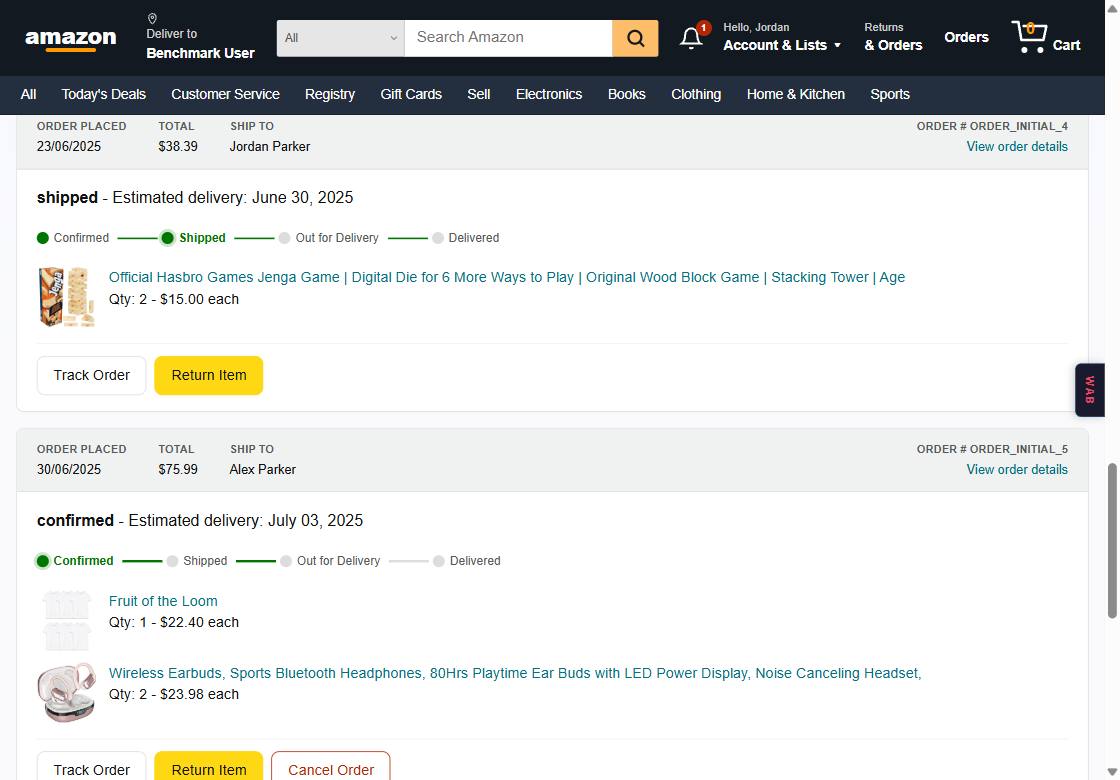 amazon
Deliver to
Benchmark User
All
Search Amazon
1
Hello, Jordan
Account & Lists
Returns
& Orders
Orders
0
Cart
All
Today's Deals
Customer Service
Registry
Gift Cards
Sell
Electronics
Books
Clothing
Home & Kitchen
Sports
ORDER PLACED
23/06/2025
TOTAL
$38.39
SHIP TO
Jordan Parker
ORDER # ORDER_INITIAL_4
View order details
shipped - Estimated delivery: June 30, 2025
Confirmed
Shipped
Out for Delivery
Delivered
Official Hasbro Games Jenga Game | Digital Die for 6 More Ways to Play | Original Wood Block Game | Stacking Tower | Age
Qty: 2 - $15.00 each
Track Order
Return Item
WAB
ORDER PLACED
30/06/2025
TOTAL
$75.99
SHIP TO
Alex Parker
ORDER # ORDER_INITIAL_5
View order details
confirmed - Estimated delivery: July 03, 2025
Confirmed
Shipped
Out for Delivery
Delivered
Fruit of the Loom
Qty: 1 - $22.40 each
Wireless Earbuds, Sports Bluetooth Headphones, 80Hrs Playtime Ear Buds with LED Power Display, Noise Canceling Headset,
Qty: 2 - $23.98 each
Track Order
Return Item
Cancel Order